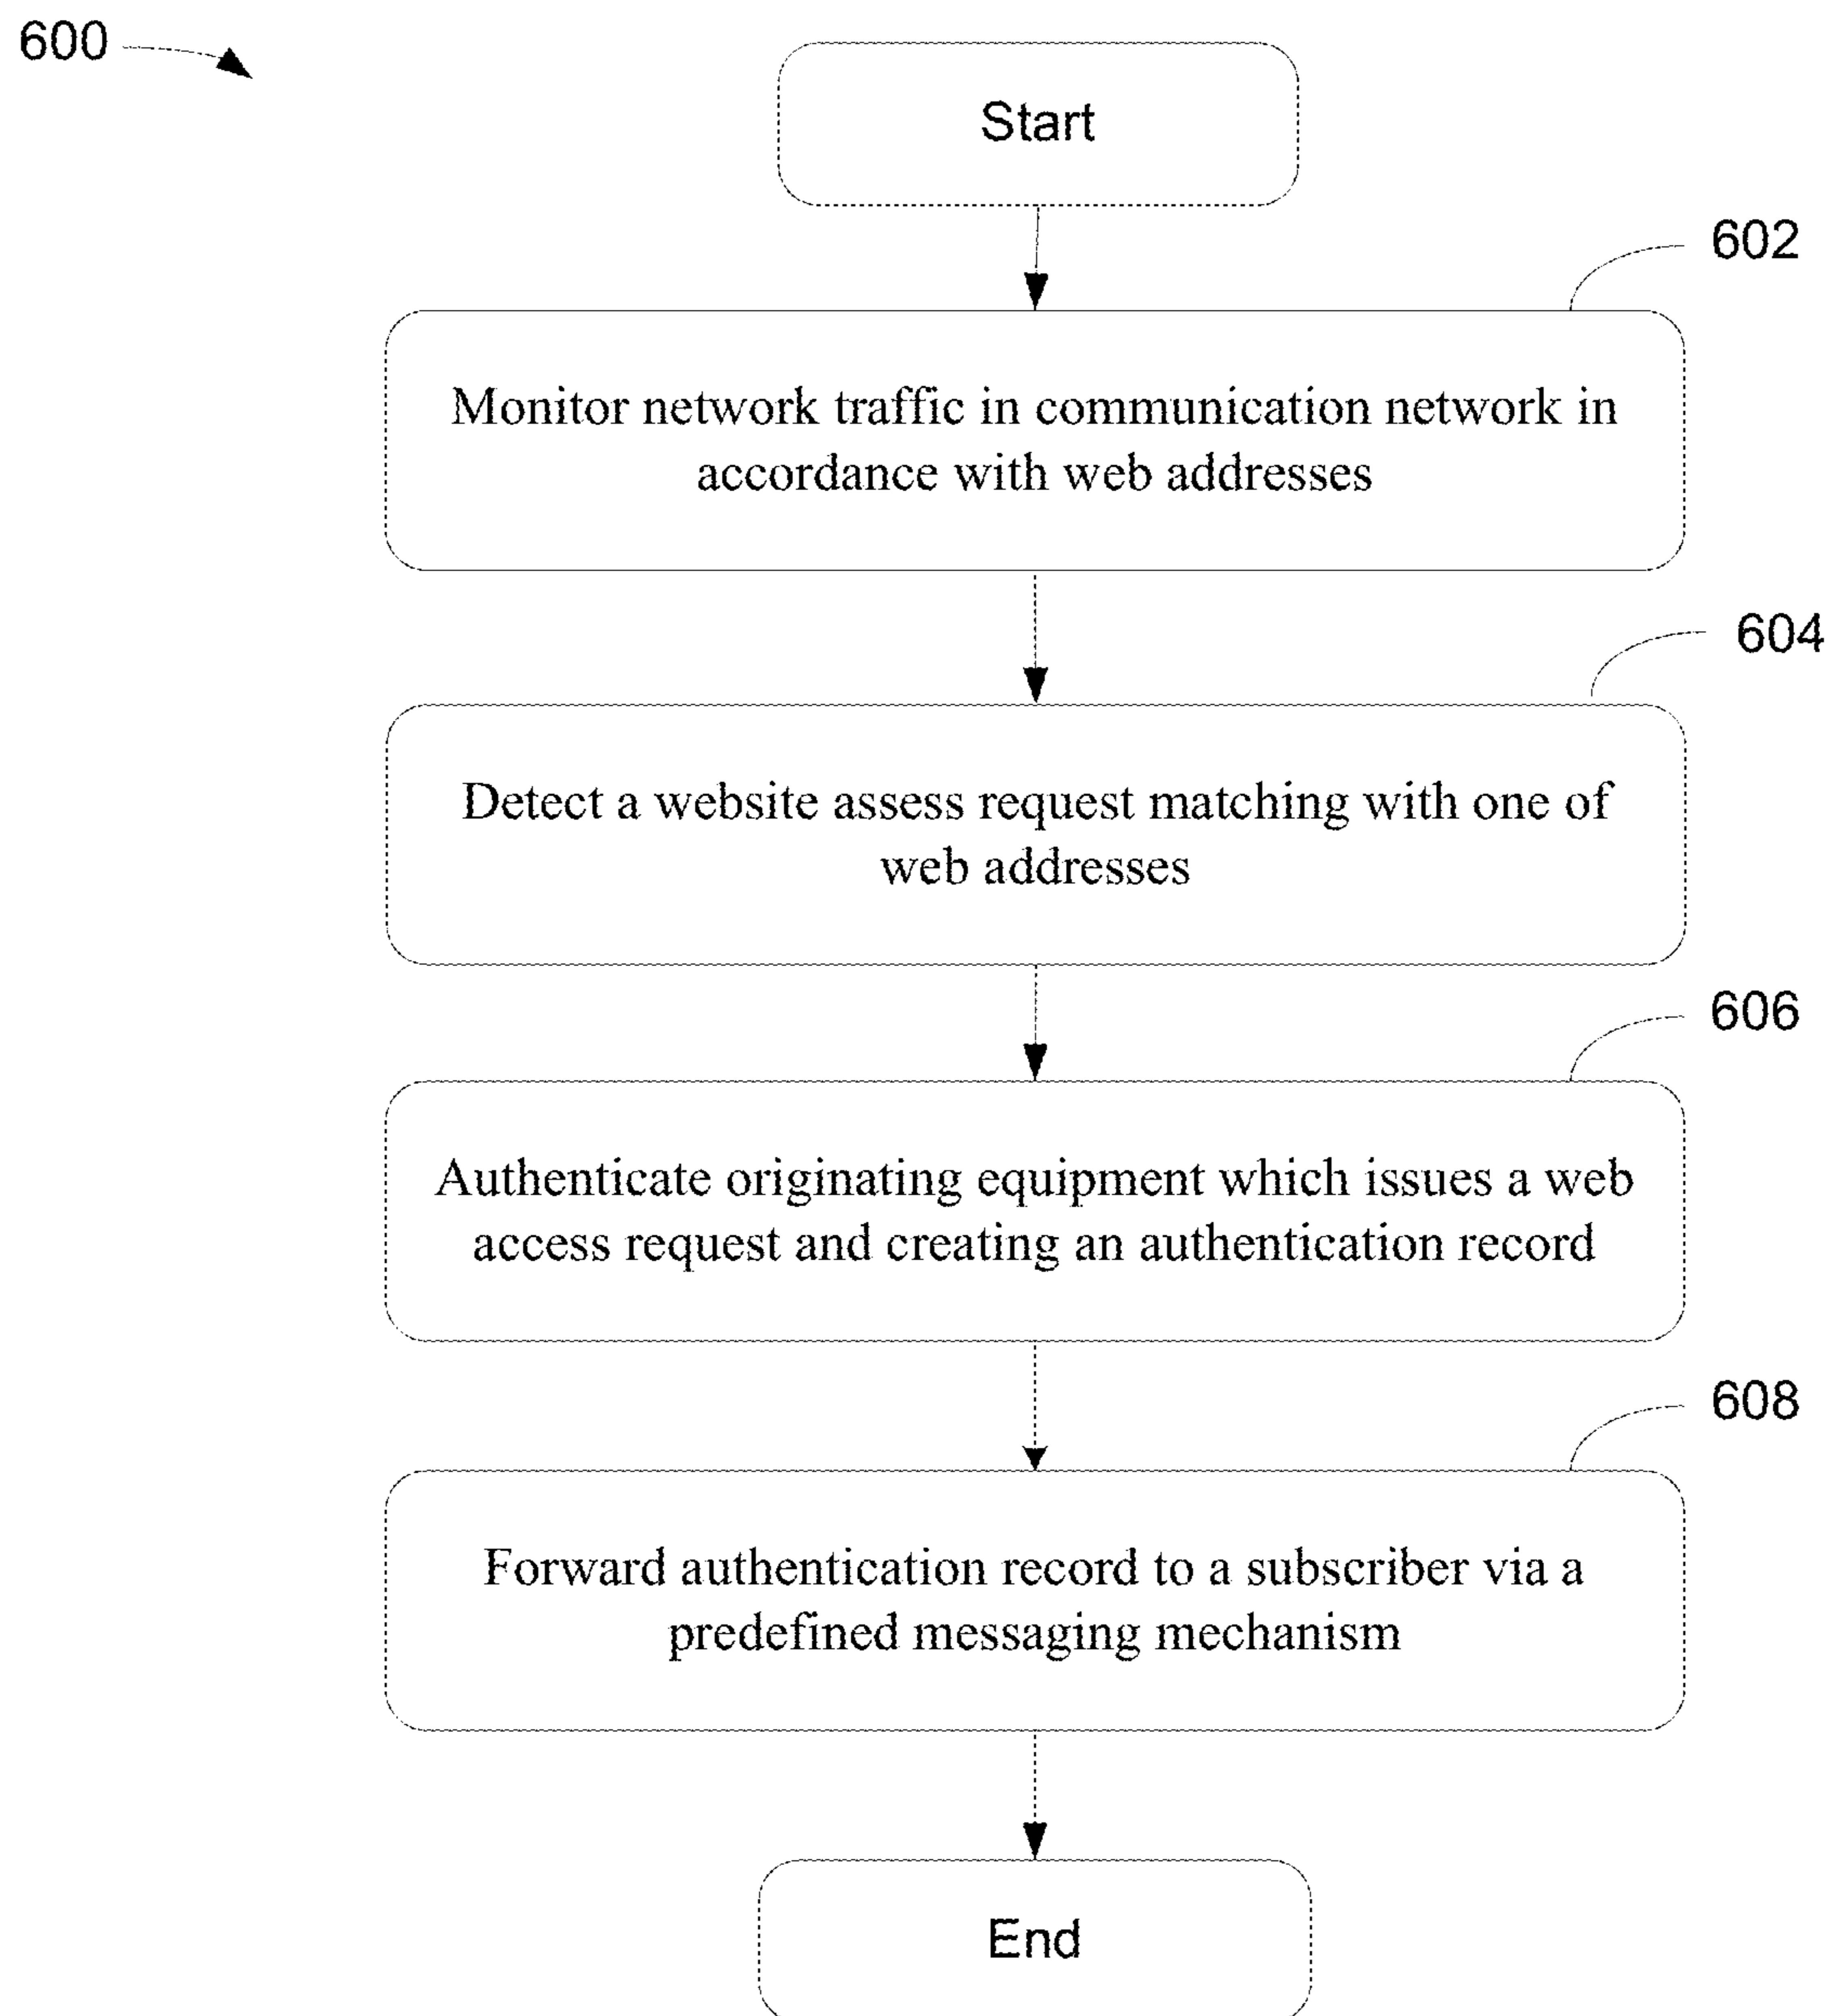 600
Start
602
Monitor network traffic in communication network in
accordance with web addresses
604
Detect a website assess request matching with one of
web addresses
606
Authenticate originating equipment which issues a web
access request and creating an authentication record
608
Forward authentication record to a subscriber via a
predefined messaging mechanism
End